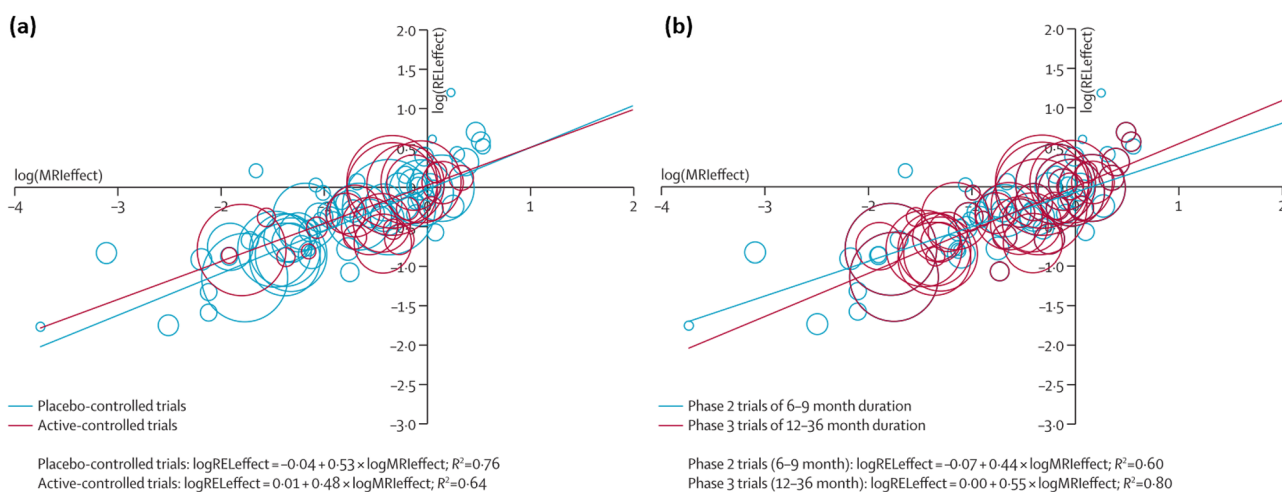 (a)
2·0
1·5
1·0
0·5
log(RELeffect)
log(MRIeffect)
−4
−3
−2
−1
0
1
2
−1·0
−1·5
−2·0
−2·5
−3·0
Placebo-controlled trials
Active-controlled trials
Placebo-controlled trials: logRELeffect = −0·04 + 0·53 × logMRIeffect; R²=0·76
Active-controlled trials: logRELeffect = 0·01 + 0·48 × logMRIeffect; R²=0·64
(b)
2·0
1·5
1·0
0·5
log(RELeffect)
log(MRIeffect)
−4
−3
−2
−1
0
1
2
−1·0
−1·5
−2·0
−2·5
−3·0
Phase 2 trials of 6–9 month duration
Phase 3 trials of 12–36 month duration
Phase 2 trials (6–9 month): logRELeffect = −0·07 + 0·44 × logMRIeffect; R²=0·60
Phase 3 trials (12–36 month): logRELeffect = 0·00 + 0·55 × logMRIeffect; R²=0·80